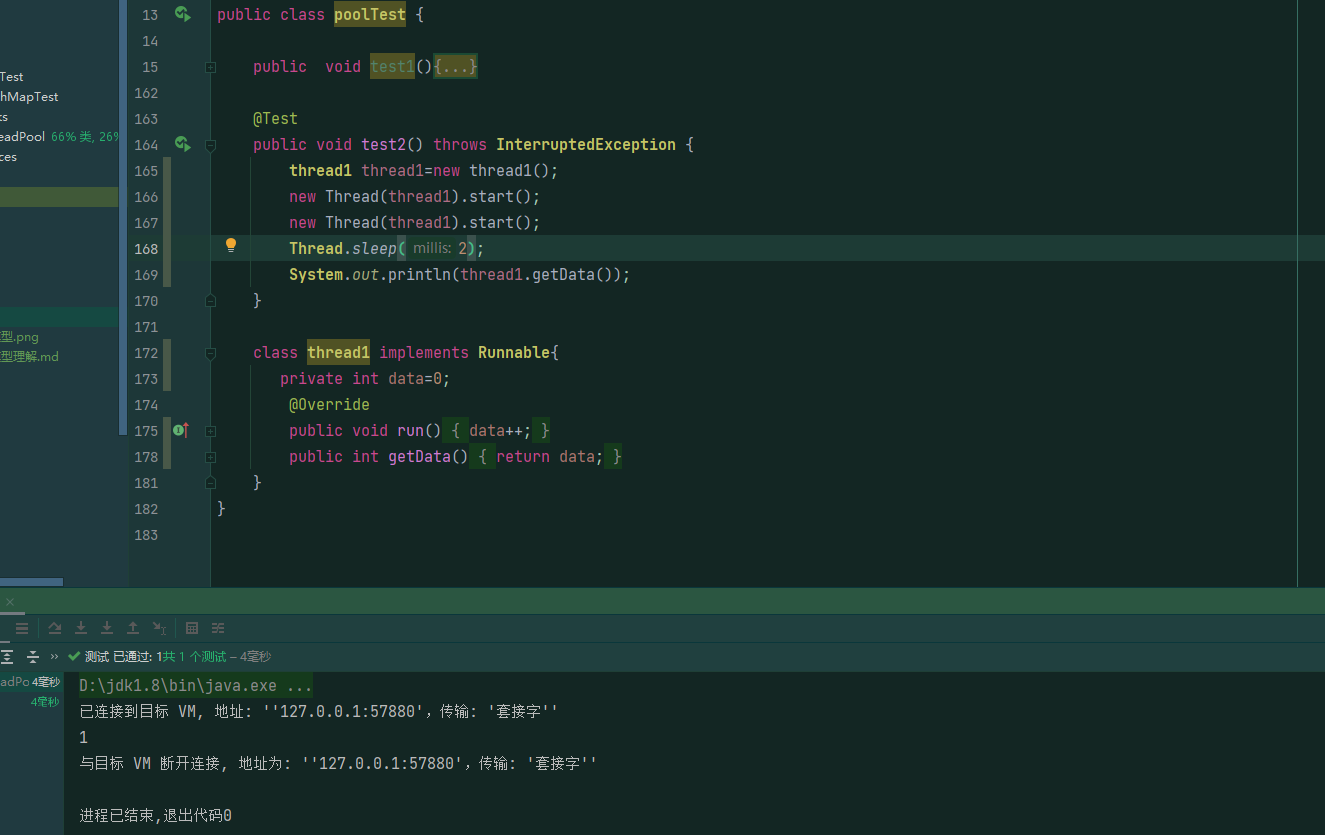 13 public class poolTest {
14
15 public void test1(){...}
162
163 @Test
164 public void test2() throws InterruptedException {
165 thread1 thread1=new thread1();
166 new Thread(thread1).start();
167 new Thread(thread1).start();
168 Thread.sleep( millis: 2);
169 System.out.println(thread1.getData());
170 }
171
172 class thread1 implements Runnable{
173 private int data=0;
174 @Override
175 public void run() { data++; }
178 public int getData() { return data; }
181 }
182 }
183
Test
hMapTest
ts
eadPool 66% 类, 26%
ces
型.png
型理解.md
测试 已通过: 1共 1 个测试 – 4毫秒
adPo 4毫秒
4毫秒
D:\jdk1.8\bin\java.exe ...
已连接到目标 VM, 地址: ''127.0.0.1:57880', 传输: '套接字''
1
与目标 VM 断开连接, 地址为: ''127.0.0.1:57880', 传输: '套接字''
进程已结束,退出代码0